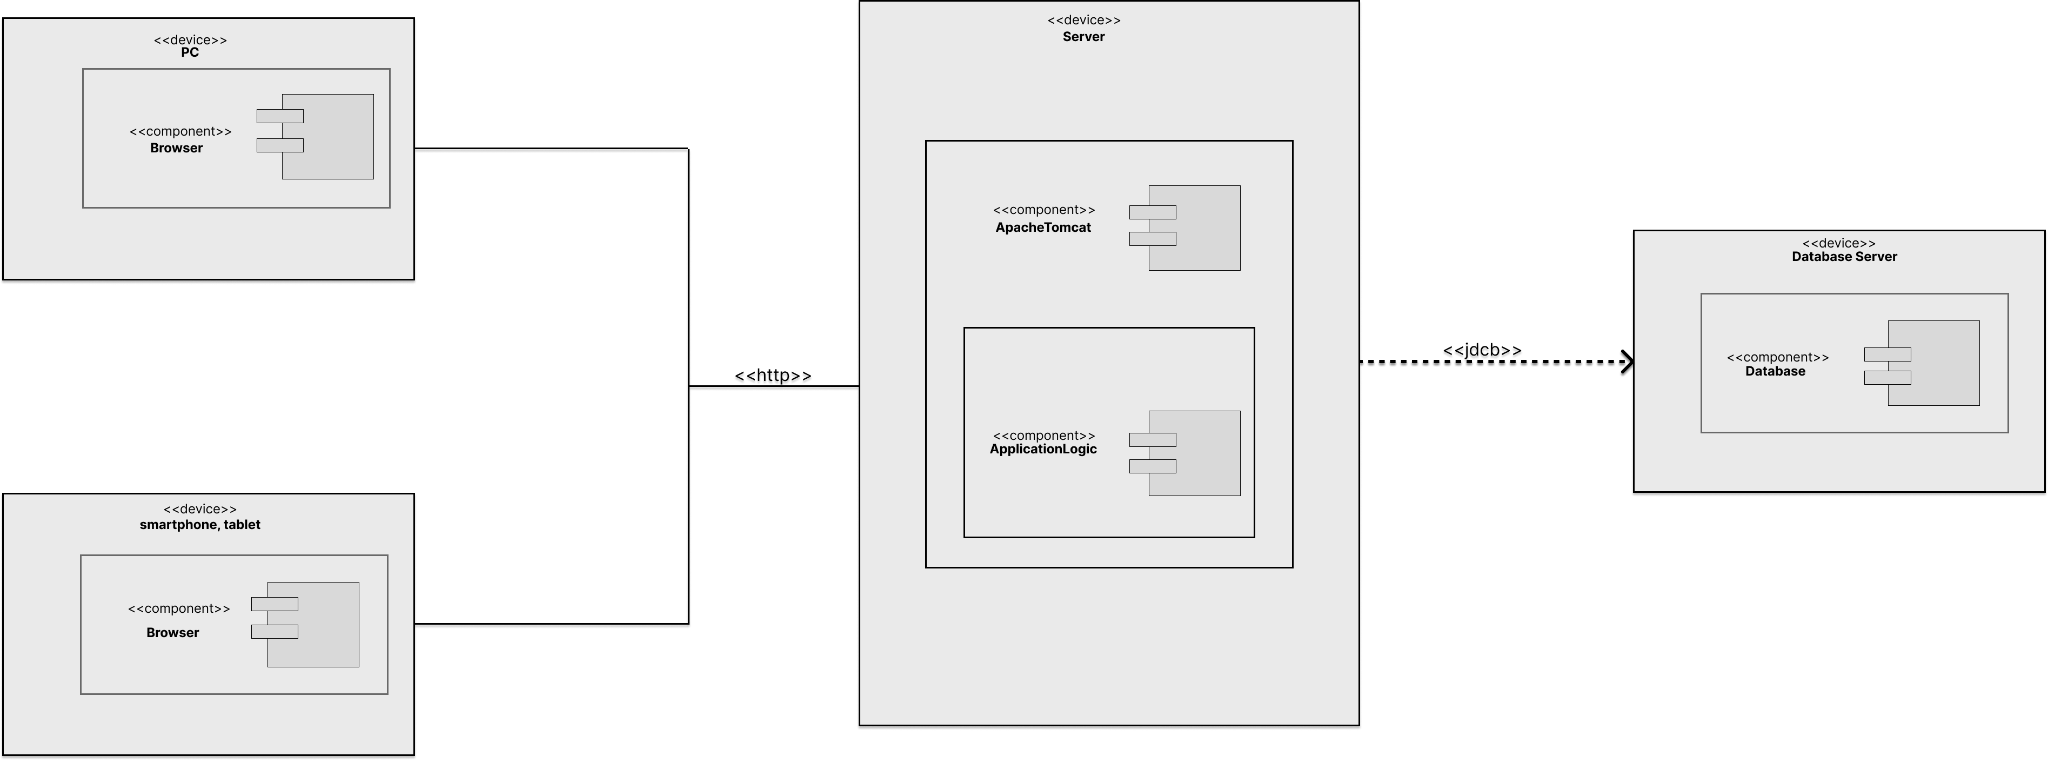 <<device>>
PC
<<component>>
Browser
<<device>>
smartphone, tablet
<<component>>
Browser
<<http>>
<<device>>
Server
<<component>>
ApacheTomcat
<<component>>
ApplicationLogic
<<jdcb>>
<<device>>
Database Server
<<component>>
Database